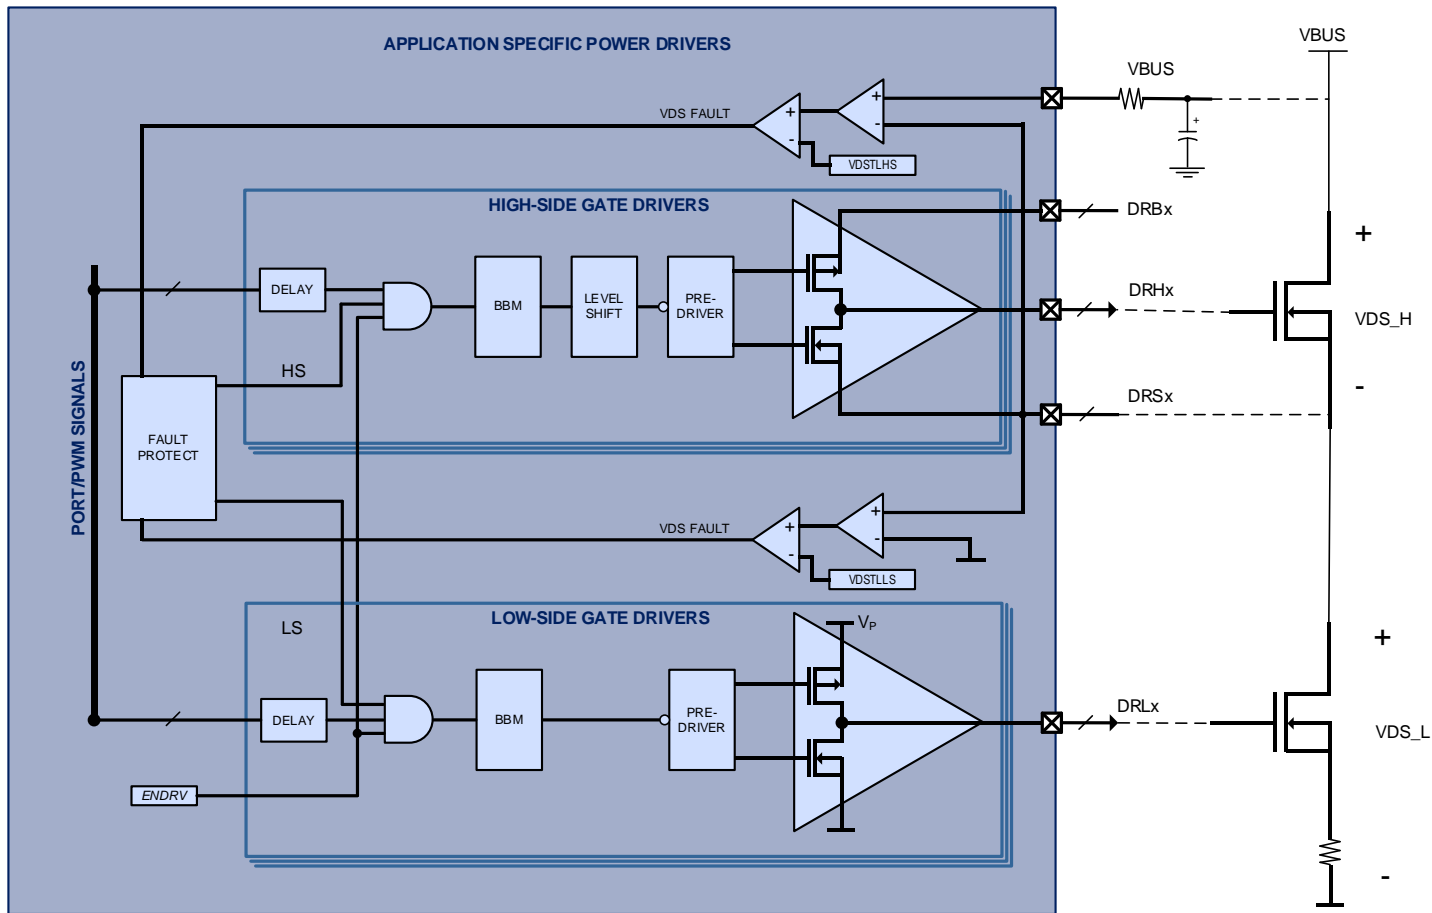 APPLICATION SPECIFIC POWER DRIVERS
VBUS
VBUS
+
-
+
-
VDS FAULT
VDSTLHS
+
HIGH-SIDE GATE DRIVERS
DRBx
+
DELAY
BBM
LEVEL
SHIFT
PRE-
DRIVER
DRHx
VDS_H
HS
-
DRSx
PORT/PWM SIGNALS
FAULT
PROTECT
+
-
+
-
VDS FAULT
VDSTLLS
LOW-SIDE GATE DRIVERS
LS
VP
+
DELAY
BBM
PRE-
DRIVER
DRLx
VDS_L
ENDRV
-